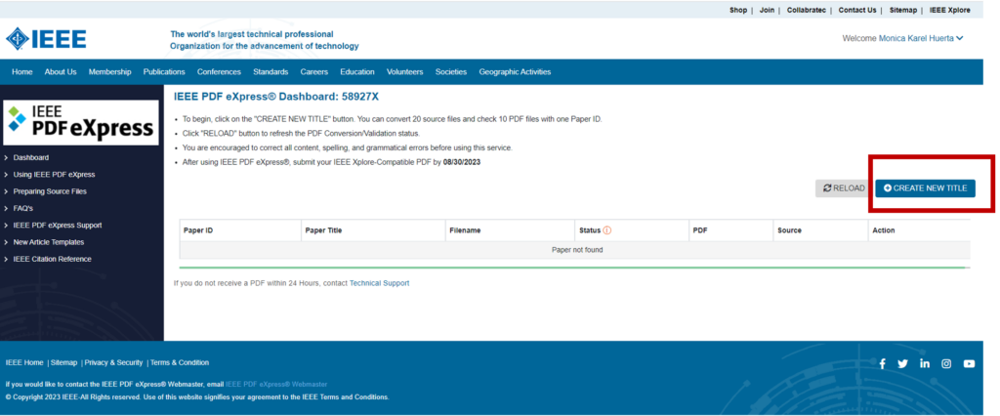 Shop | Join | Collabratec | Contact Us | Sitemap | IEEE Xplore
IEEE
The world's largest technical professional
Organization for the advancement of technology
Welcome Monica Karel Huerta
Home About Us Membership Publications Conferences Standards Careers Education Volunteers Societies Geographic Activities
IEEE
PDF eXpress
Dashboard
Using IEEE PDF eXpress
Preparing Source Files
FAQ's
IEEE PDF eXpress Support
New Article Templates
IEEE Citation Reference
IEEE PDF eXpress® Dashboard: 58927X
To begin, click on the "CREATE NEW TITLE" button. You can convert 20 source files and check 10 PDF files with one Paper ID.
Click "RELOAD" button to refresh the PDF Conversion/Validation status.
You are encouraged to correct all content, spelling, and grammatical errors before using this service.
After using IEEE PDF eXpress®, submit your IEEE Xplore-Compatible PDF by 08/30/2023
RELOAD CREATE NEW TITLE
Paper ID Paper Title Filename Status PDF Source Action
Paper not found
If you do not receive a PDF within 24 Hours, contact Technical Support
IEEE Home | Sitemap | Privacy & Security | Terms & Condition
If you would like to contact the IEEE PDF eXpress® Webmaster, email IEEE PDF eXpress® Webmaster
© Copyright 2023 IEEE-All Rights reserved. Use of this website signifies your agreement to the IEEE Terms and Conditions.